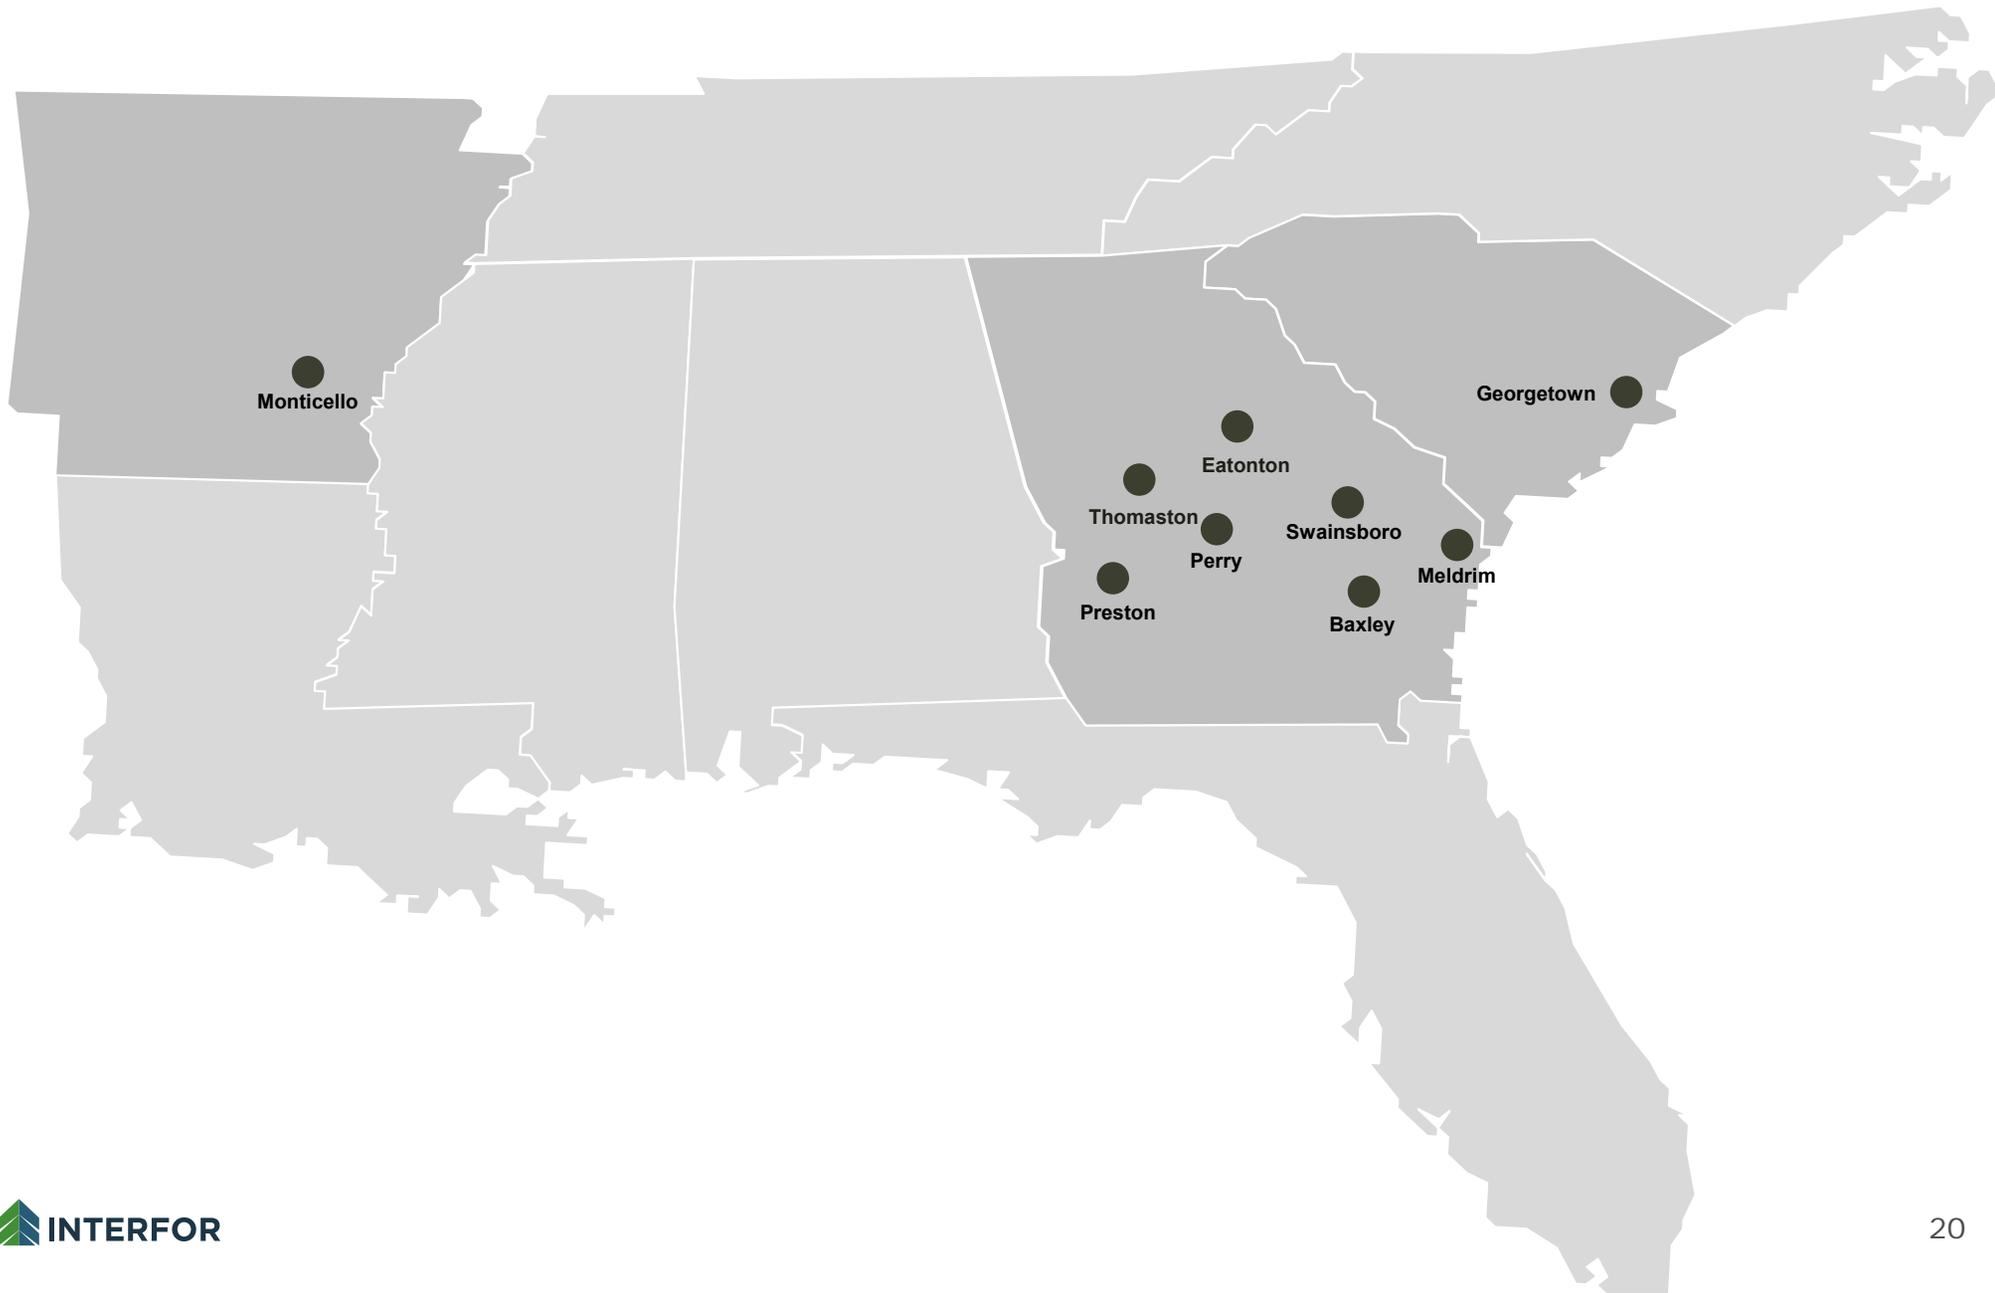 Monticello
Georgetown
Eatonton
Thomaston
Swainsboro
Perry
Meldrim
Preston
Baxley
INTERFOR
20